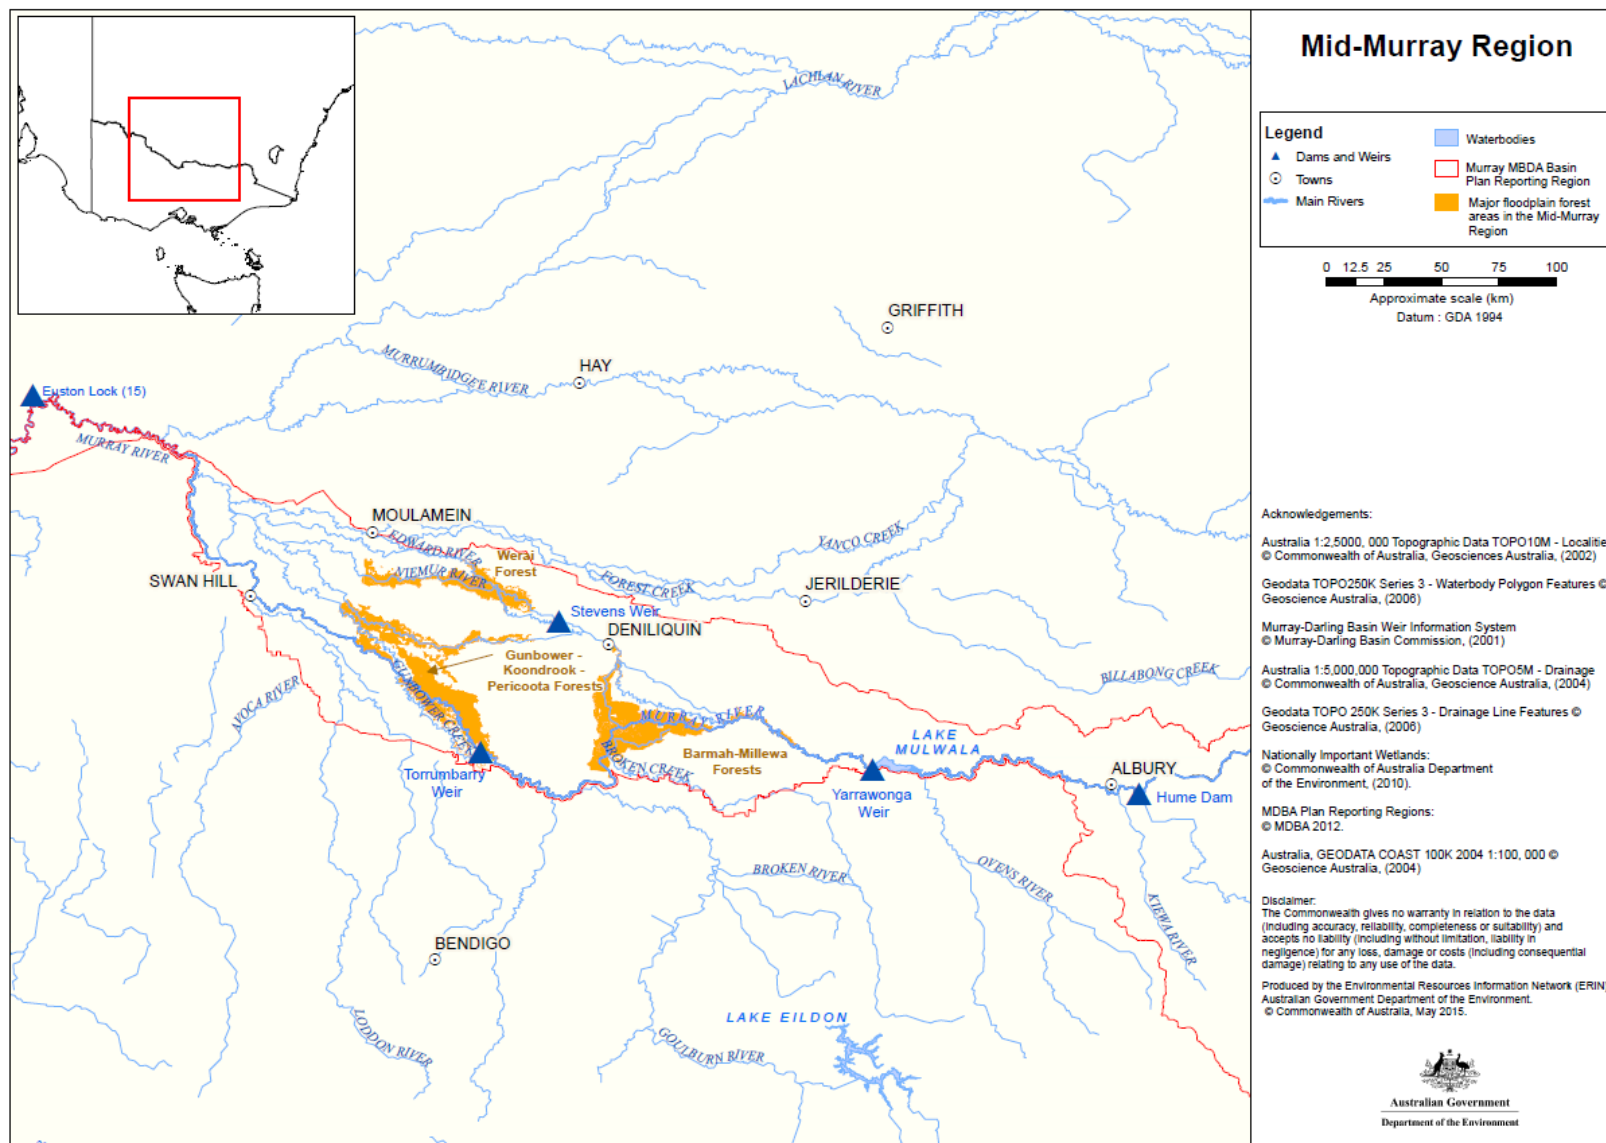 Mid-Murray Region
Legend
Dams and Weirs
Towns
Main Rivers
Waterbodies
Murray MBDA Basin
Plan Reporting Region
Major floodplain forest
areas in the Mid-Murray
Region
0 12.5 25 50 75 100
Approximate scale (km)
Datum : GDA 1994
LACHLAN RIVER
GRIFFITH
HAY
MURRUMBIDGEE RIVER
Euston Lock (15)
MURRAY RIVER
MOULAMEIN
EDWARD RIVER
Werai
Forest
NIEMUR RIVER
YANCO CREEK
FOREST CREEK
JERILDERIE
SWAN HILL
Stevens Weir
DENILIQUIN
Gunbower -
Koondrook -
Pericoota Forests
GUNBOWER CREEK
AVOCA RIVER
BILLABONG CREEK
MURRAY RIVER
LAKE
MULWALA
BROKEN CREEK
Barmah-Millewa
Forests
Torrumbarry
Weir
Yarrawonga
Weir
ALBURY
Hume Dam
BROKEN RIVER
OVENS RIVER
KIEWA RIVER
BENDIGO
LODDON RIVER
LAKE EILDON
GOULBURN RIVER
Acknowledgements:
Australia 1:2,5000, 000 Topographic Data TOPO10M - Localitie
© Commonwealth of Australia, Geosciences Australia, (2002)
Geodata TOPO250K Series 3 - Waterbody Polygon Features ©
Geoscience Australia, (2006)
Murray-Darling Basin Weir Information System
© Murray-Darling Basin Commission, (2001)
Australia 1:5,000,000 Topographic Data TOPO5M - Drainage
© Commonwealth of Australia, Geoscience Australia, (2004)
Geodata TOPO 250K Series 3 - Drainage Line Features ©
Geoscience Australia, (2006)
Nationally Important Wetlands:
© Commonwealth of Australia Department
of the Environment, (2010).
MDBA Plan Reporting Regions:
© MDBA 2012.
Australia, GEODATA COAST 100K 2004 1:100, 000 ©
Geoscience Australia, (2004)
Disclaimer:
The Commonwealth gives no warranty in relation to the data
(including accuracy, reliability, completeness or suitability) and
accepts no liability (including without limitation, liability in
negligence) for any loss, damage or costs (including consequential
damage) relating to any use of the data.
Produced by the Environmental Resources Information Network (ERIN)
Australian Government Department of the Environment.
© Commonwealth of Australia, May 2015.
Australian Government
Department of the Environment